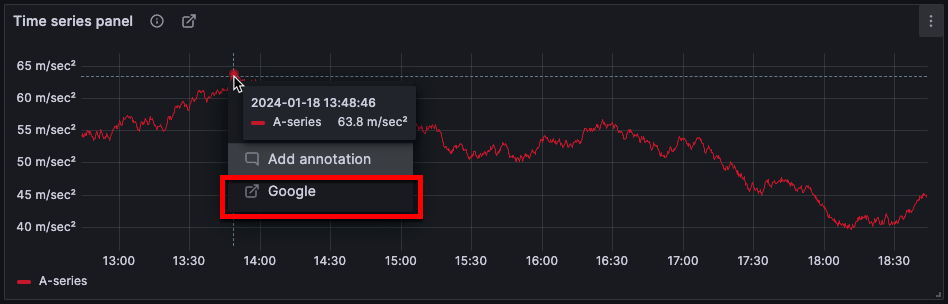 Time series panel
65 m/sec²
60 m/sec²
55 m/sec²
50 m/sec²
45 m/sec²
40 m/sec²
2024-01-18 13:48:46
A-series 63.8 m/sec²
Add annotation
Google
13:00 13:30 14:00 14:30 15:00 15:30 16:00 16:30 17:00 17:30 18:00 18:30
A-series